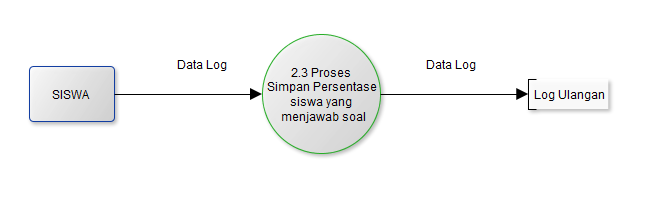 Data Log
Data Log
SISWA
2.3 Proses
Simpan Persentase
siswa yang
menjawab soal
Log Ulangan